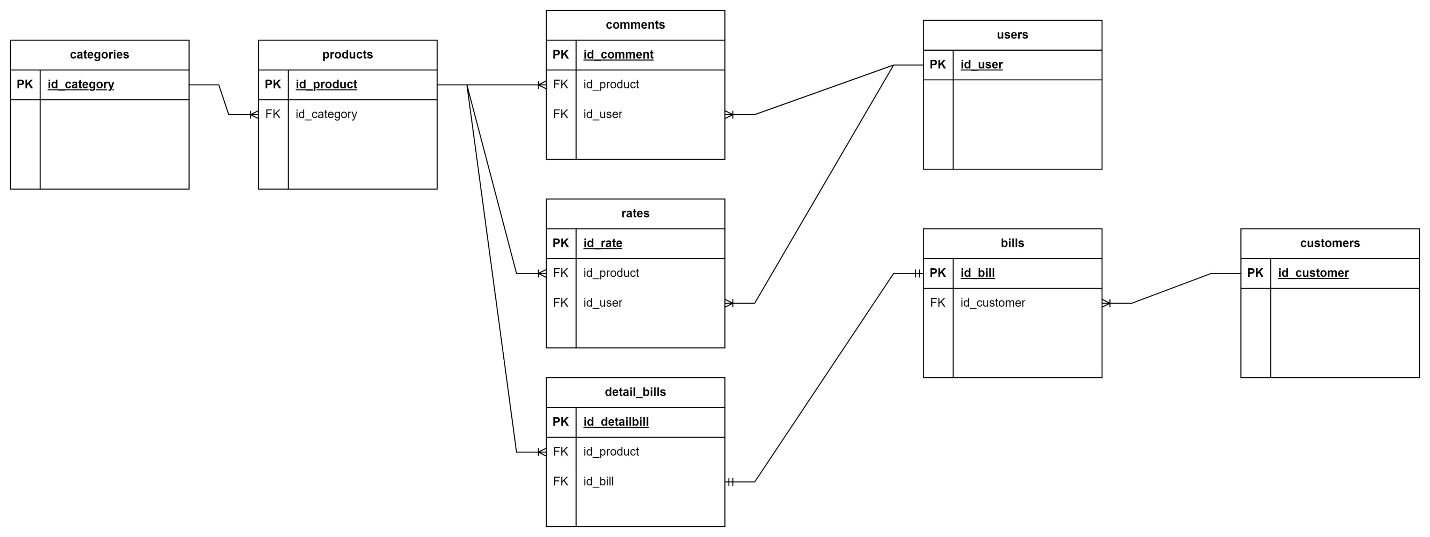 categories
PK id_category
products
PK id_product
FK id_category
comments
PK id_comment
FK id_product
FK id_user
users
PK id_user
rates
PK id_rate
FK id_product
FK id_user
bills
PK id_bill
FK id_customer
customers
PK id_customer
detail_bills
PK id_detailbill
FK id_product
FK id_bill